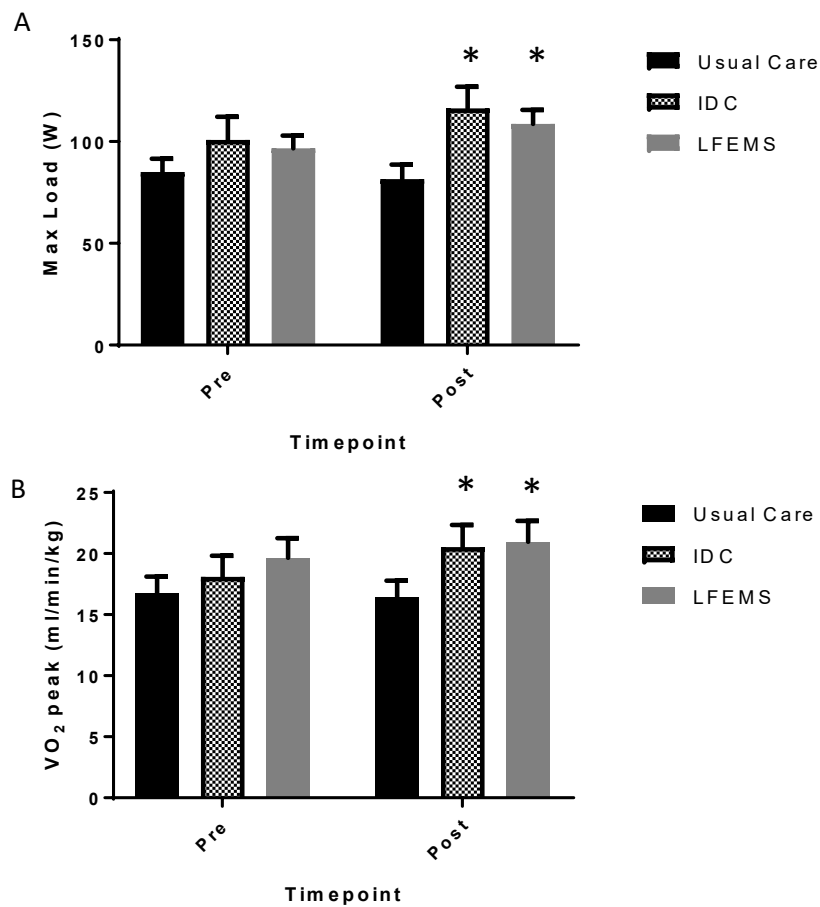 A
150
100
50
0
Max Load (W)
* *
Pre Post
Timepoint
Usual Care
IDC
LFEMS
B
25
20
15
10
5
0
VO₂ peak (ml/min/kg)
* *
Pre Post
Timepoint
Usual Care
IDC
LFEMS